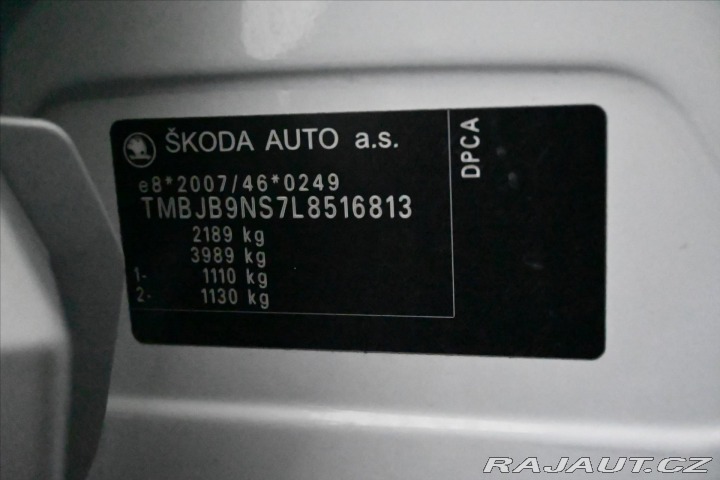 ŠKODA AUTO a.s.
DPCA
e8*2007/46*0249
TMBJB9NS7L8516813
2189 kg
3989 kg
1- 1110 kg
2- 1130 kg
RAJAUT.CZ